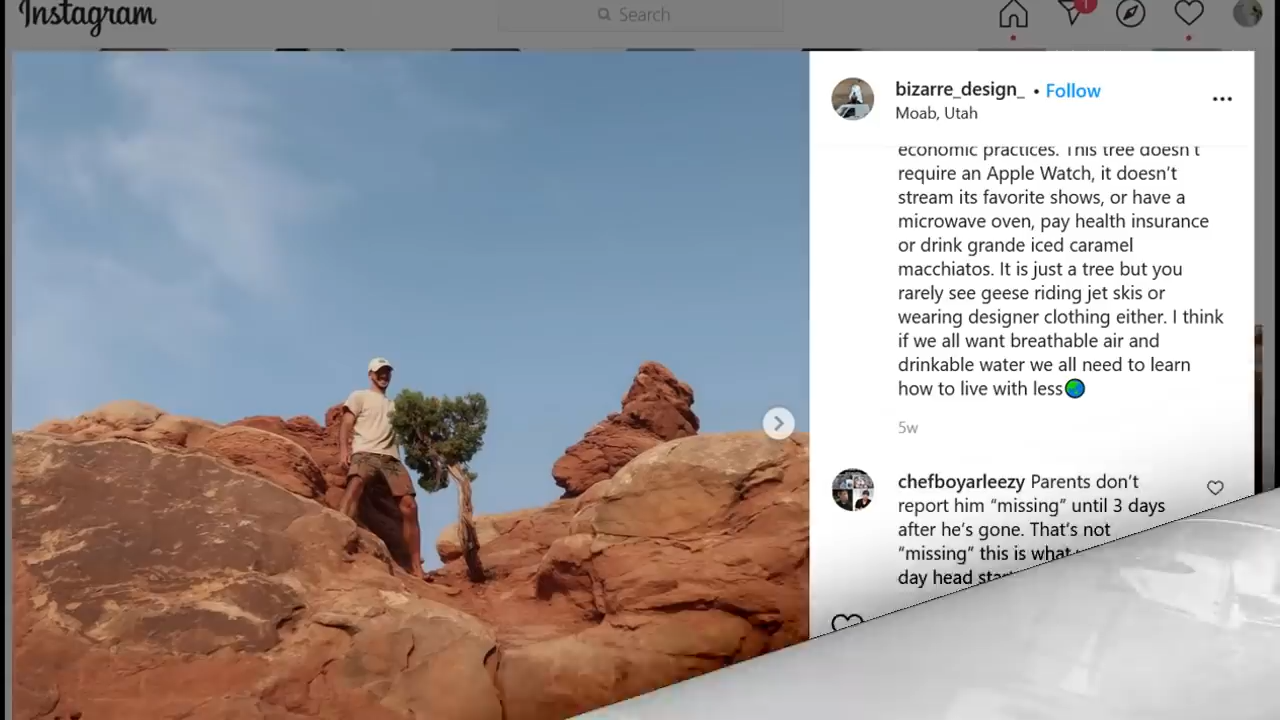 Instagram
Search
1
bizarre_design_ • Follow
Moab, Utah
economic practices. This tree doesn't
require an Apple Watch, it doesn't
stream its favorite shows, or have a
microwave oven, pay health insurance
or drink grande iced caramel
macchiatos. It is just a tree but you
rarely see geese riding jet skis or
wearing designer clothing either. I think
if we all want breathable air and
drinkable water we all need to learn
how to live with less🌏
5w
chefboyarleezy Parents don't
report him “missing” until 3 days
after he's gone. That's not
“missing” this is what
day head